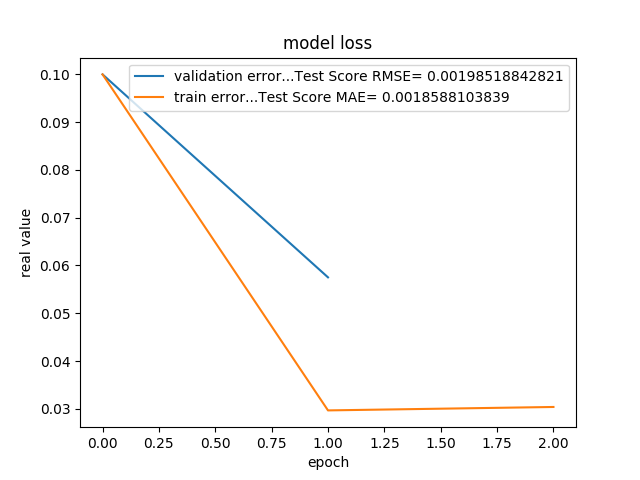 model loss
validation error...Test Score RMSE= 0.00198518842821
train error...Test Score MAE= 0.0018588103839
0.10
0.09
0.08
0.07
0.06
0.05
0.04
0.03
real value
0.00 0.25 0.50 0.75 1.00 1.25 1.50 1.75 2.00
epoch